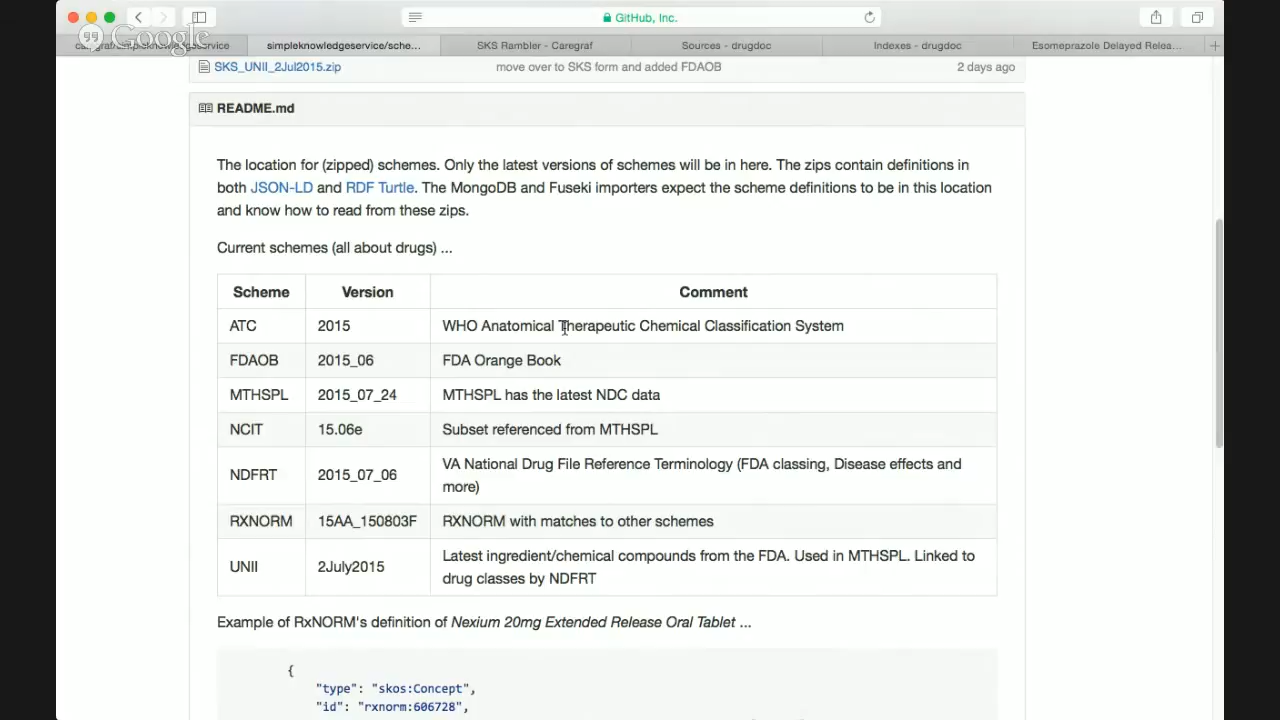 GitHub, Inc.
Google
simpleknowledgeservice/sche...
SKS Rambler - Caregraf
Sources - drugdoc
Indexes - drugdoc
Esomeprazole Delayed Relea...
SKS_UNII_2Jul2015.zip
move over to SKS form and added FDAOB
2 days ago
README.md
The location for (zipped) schemes. Only the latest versions of schemes will be in here. The zips contain definitions in
both JSON-LD and RDF Turtle. The MongoDB and Fuseki importers expect the scheme definitions to be in this location
and know how to read from these zips.
Current schemes (all about drugs) ...
Scheme Version Comment
ATC 2015 WHO Anatomical Therapeutic Chemical Classification System
FDAOB 2015_06 FDA Orange Book
MTHSPL 2015_07_24 MTHSPL has the latest NDC data
NCIT 15.06e Subset referenced from MTHSPL
NDFRT 2015_07_06 VA National Drug File Reference Terminology (FDA classing, Disease effects and
more)
RXNORM 15AA_150803F RXNORM with matches to other schemes
UNII 2July2015 Latest ingredient/chemical compounds from the FDA. Used in MTHSPL. Linked to
drug classes by NDFRT
Example of RxNORM's definition of Nexium 20mg Extended Release Oral Tablet ...
{
"type": "skos:Concept",
"id": "rxnorm:606728",